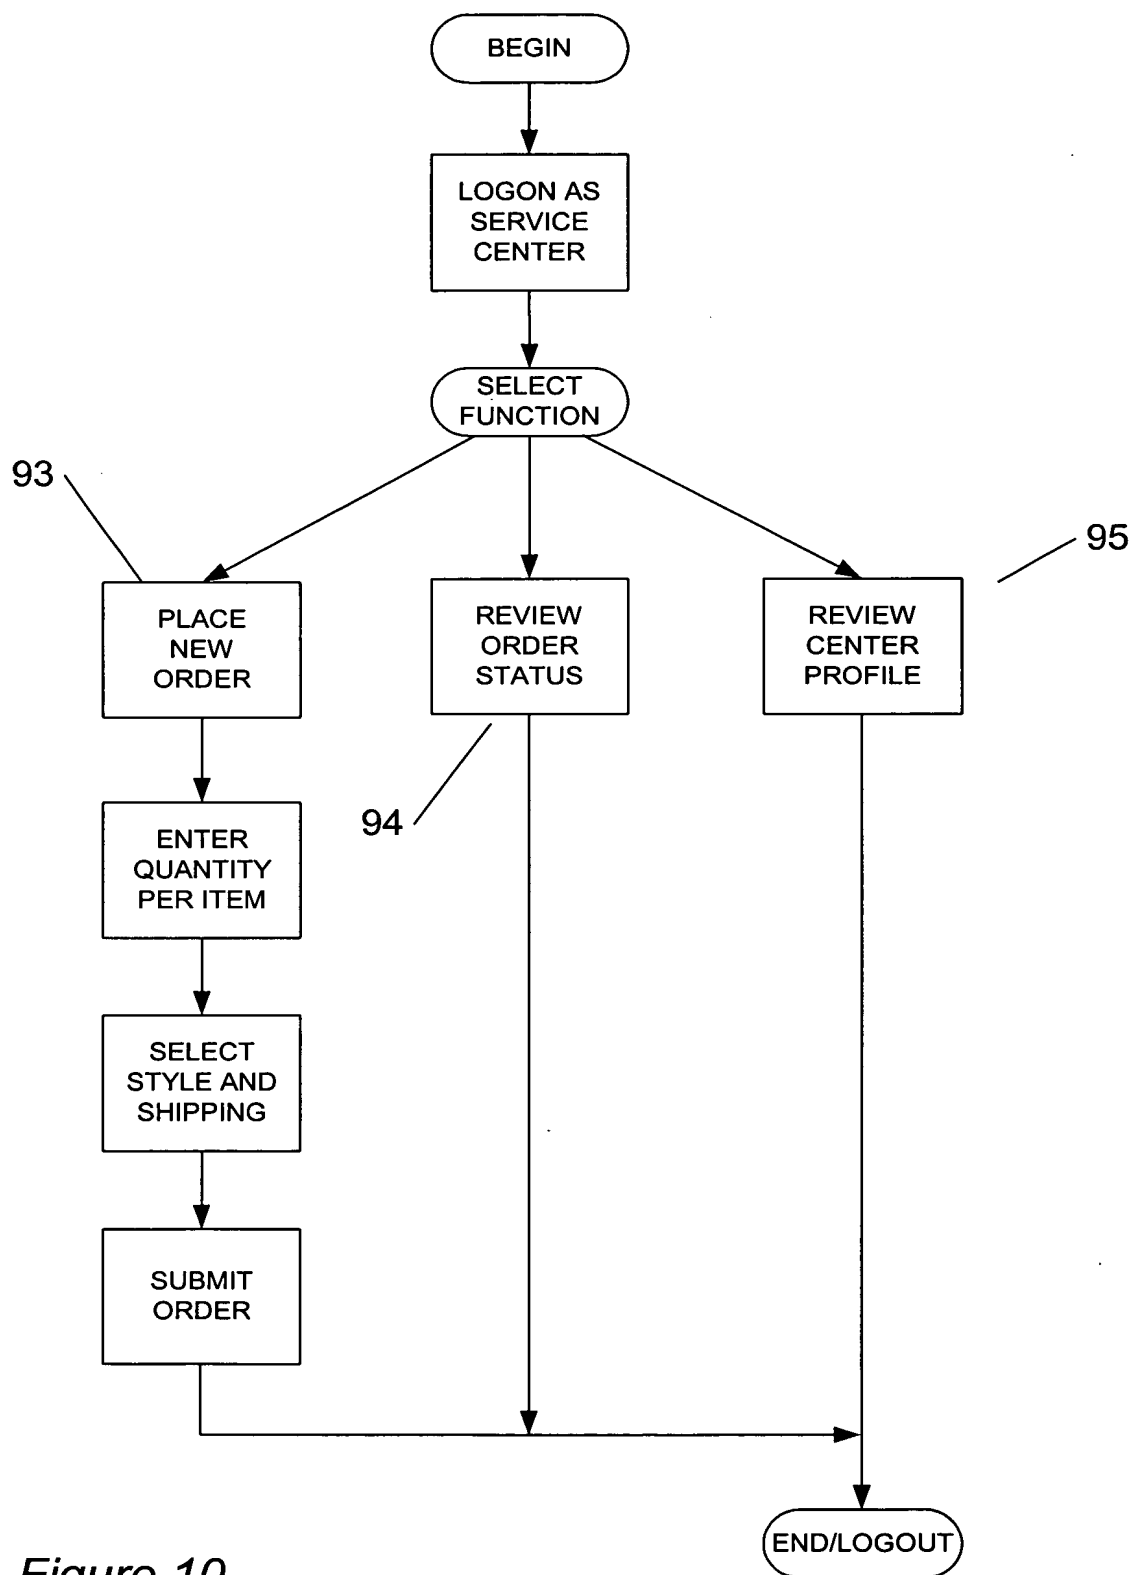 BEGIN
LOGON AS
SERVICE
CENTER
SELECT
FUNCTION
93
95
PLACE
NEW
ORDER
REVIEW
ORDER
STATUS
REVIEW
CENTER
PROFILE
94
ENTER
QUANTITY
PER ITEM
SELECT
STYLE AND
SHIPPING
SUBMIT
ORDER
END/LOGOUT
Figure 10